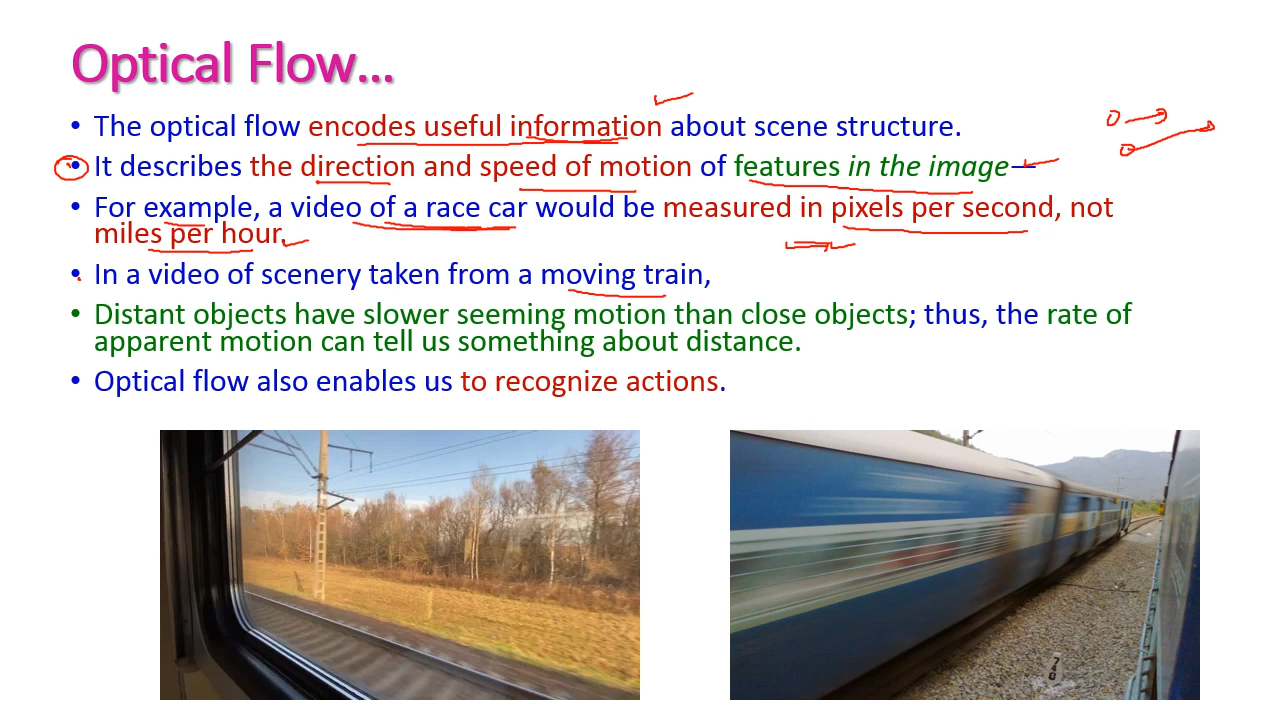 Optical Flow...
• The optical flow encodes useful information about scene structure.
• It describes the direction and speed of motion of features in the image—
• For example, a video of a race car would be measured in pixels per second, not
miles per hour.
• In a video of scenery taken from a moving train,
• Distant objects have slower seeming motion than close objects; thus, the rate of
apparent motion can tell us something about distance.
• Optical flow also enables us to recognize actions.